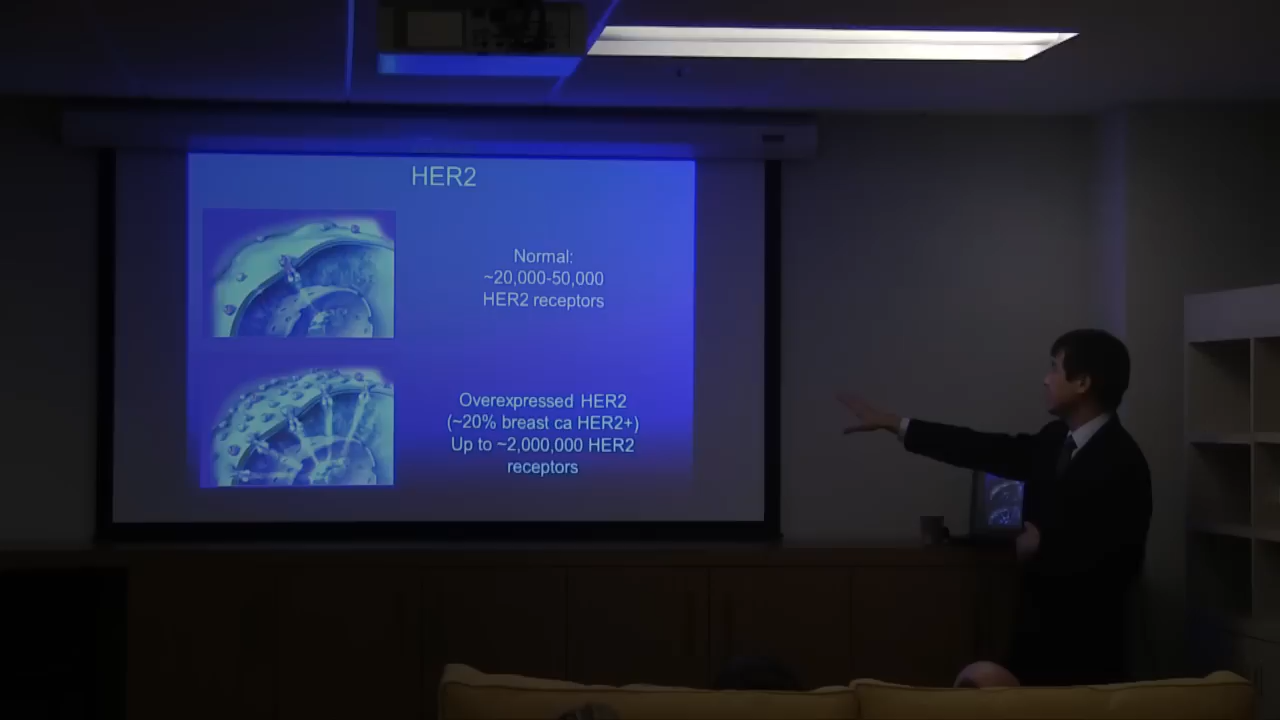 HER2
Normal:
~20,000-50,000
HER2 receptors
Overexpressed HER2
(~20% breast ca HER2+)
Up to ~2,000,000 HER2
receptors